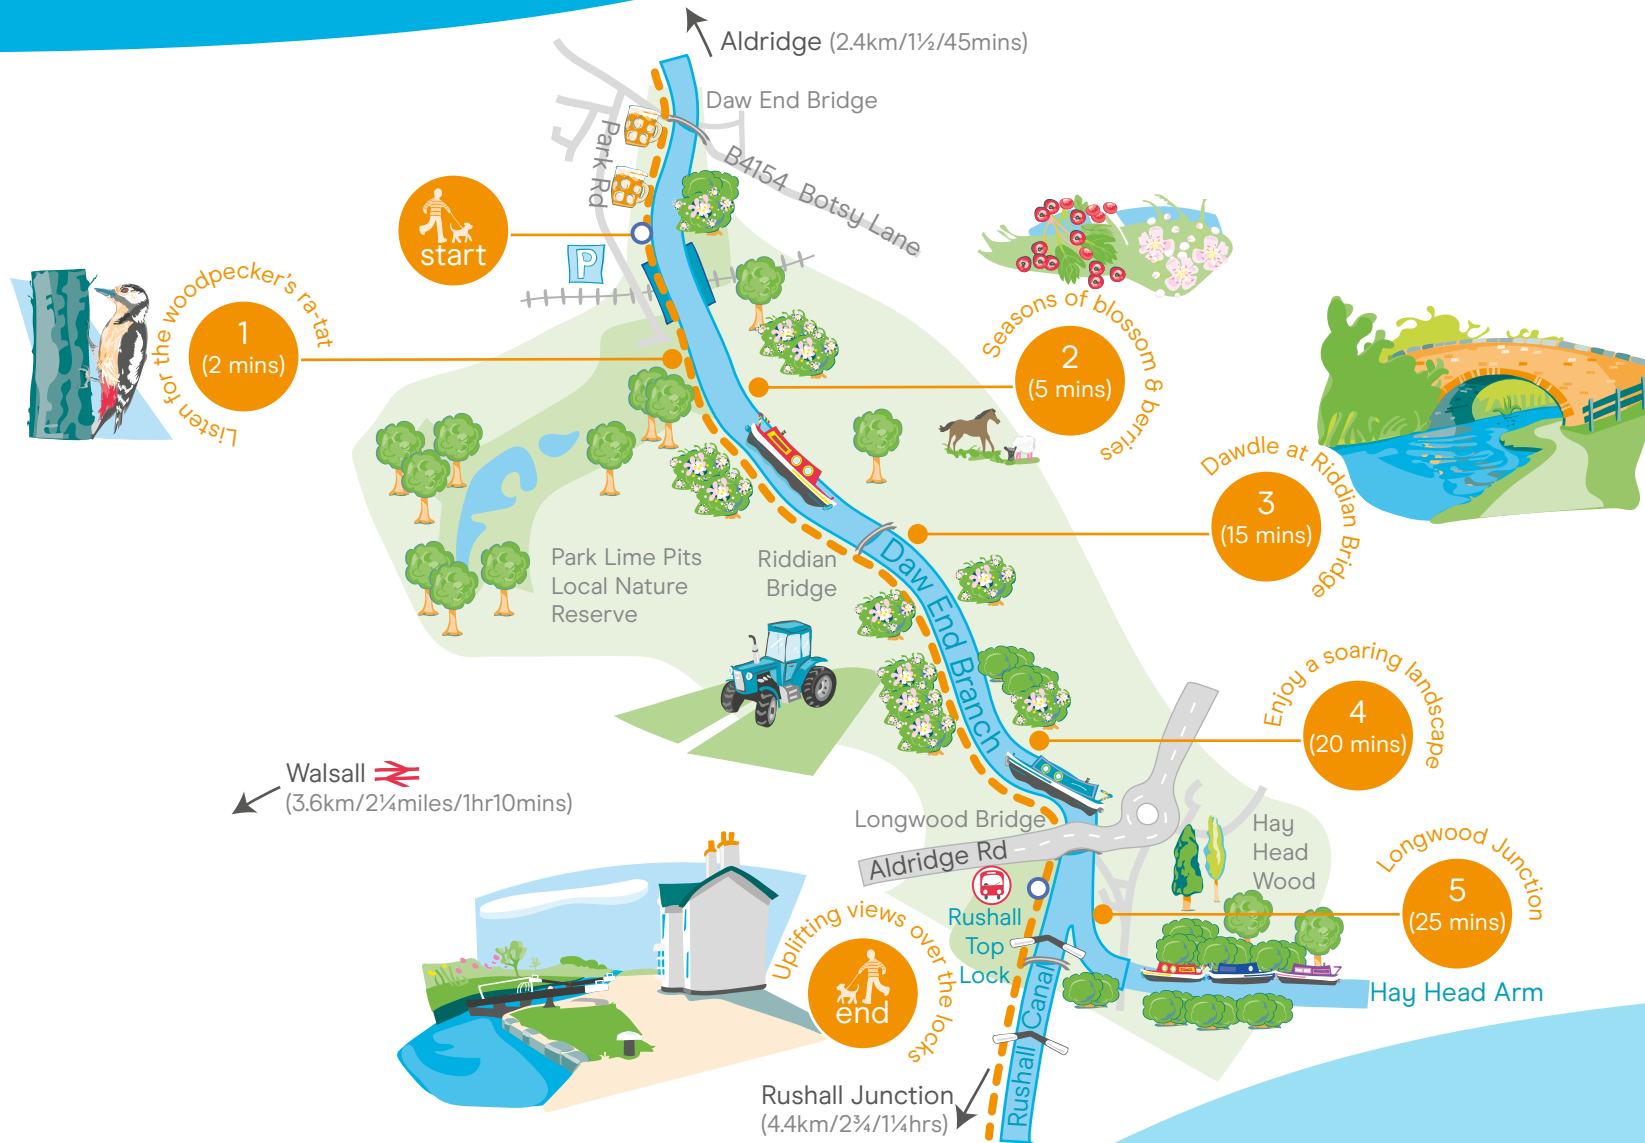 Aldridge (2.4km/1½/45mins)
Daw End Bridge
Park Rd
B4154 Botsy Lane
start
P
Listen for the woodpecker's ra-tat
1
(2 mins)
Seasons of blossom & berries
2
(5 mins)
Dawdle at Riddian Bridge
3
(15 mins)
Park Lime Pits
Local Nature
Reserve
Riddian
Bridge
Daw End Branch
Enjoy a soaring landscape
4
(20 mins)
Walsall
(3.6km/2¼miles/1hr10mins)
Longwood Bridge
Aldridge Rd
Hay
Head
Wood
Longwood Junction
5
(25 mins)
Rushall
Top
Lock
Uplifting views over the locks
end
Hay Head Arm
Rushall Canal
Rushall Junction
(4.4km/2¾/1¼hrs)